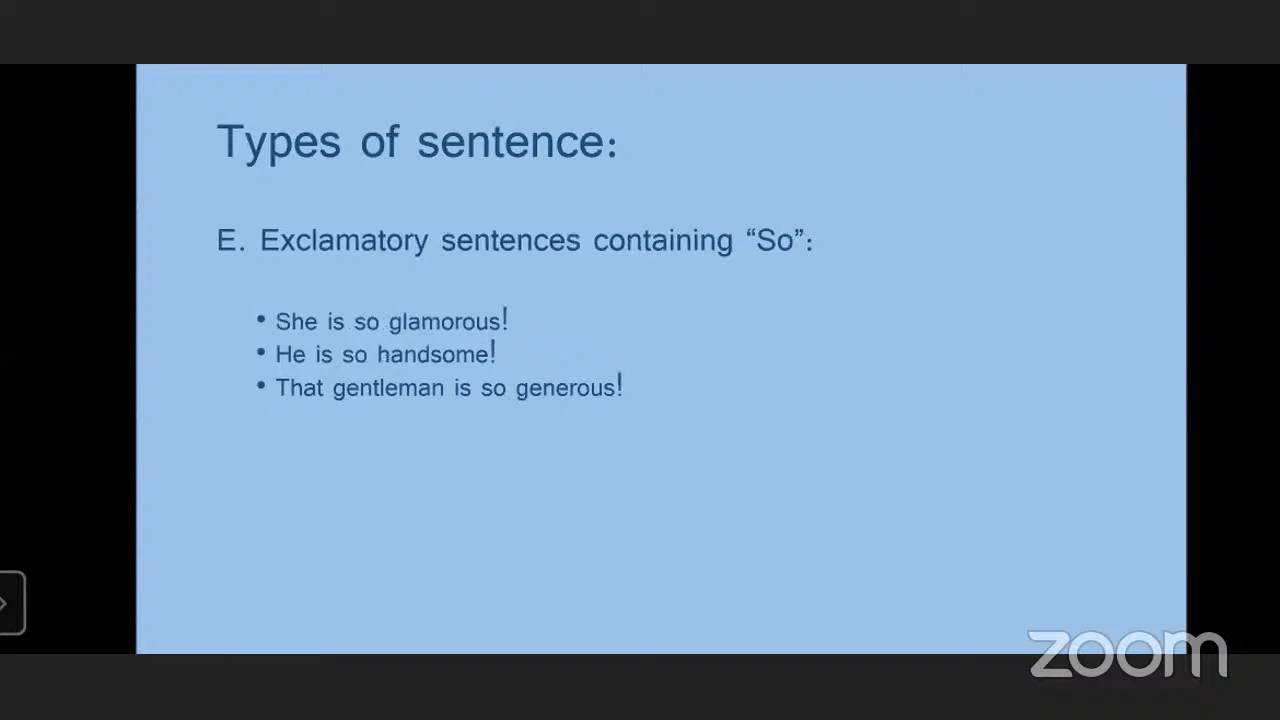 Types of sentence:
E. Exclamatory sentences containing “So”:
• She is so glamorous!
• He is so handsome!
• That gentleman is so generous!
zoom